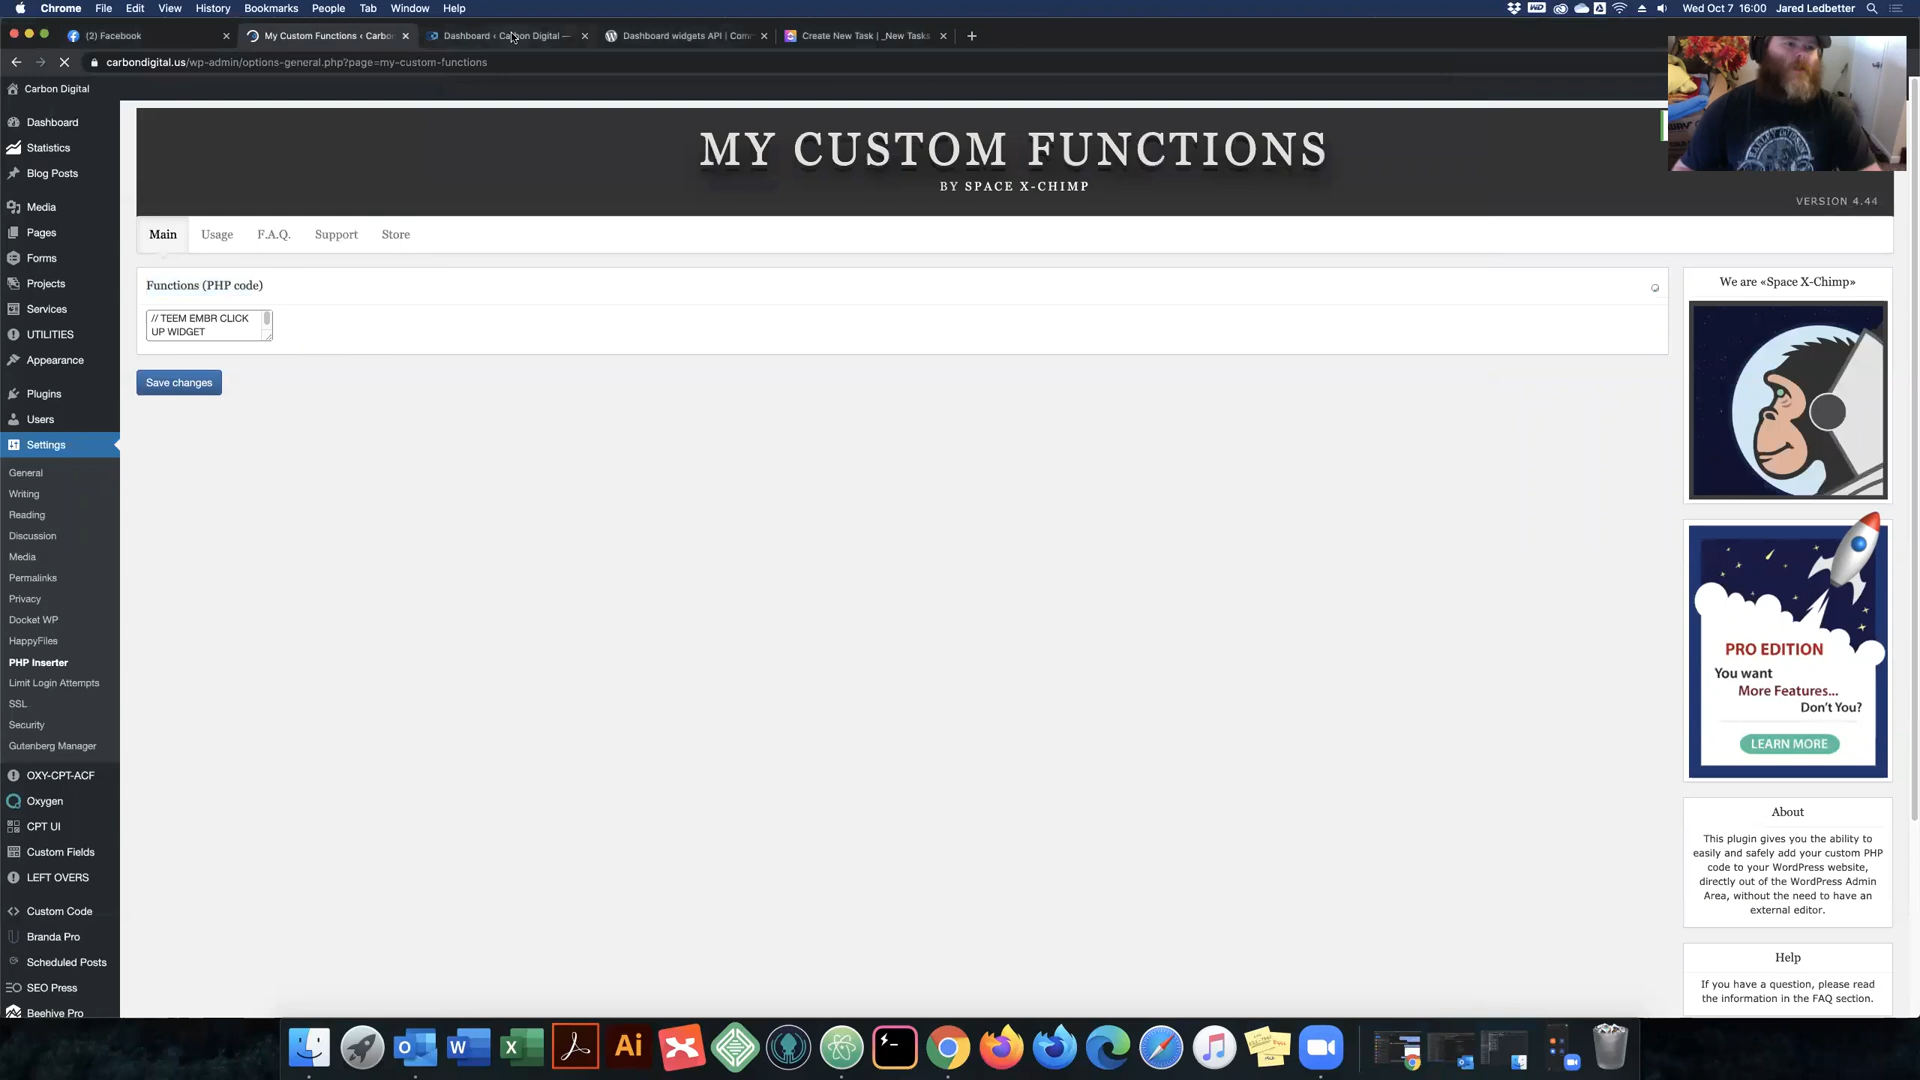 Chrome File Edit View History Bookmarks People Tab Window Help
Wed Oct 7 16:00 Jared Ledbetter
(2) Facebook
My Custom Functions ‹ Carbo
Dashboard ‹ Carbon Digital —
Dashboard widgets API | Com
Create New Task | _New Tasks
carbondigital.us/wp-admin/options-general.php?page=my-custom-functions
Carbon Digital
Dashboard
Statistics
Blog Posts
Media
Pages
Forms
Projects
Services
UTILITIES
Appearance
Plugins
Users
Settings
General
Writing
Reading
Discussion
Media
Permalinks
Privacy
Docket WP
HappyFiles
PHP Inserter
Limit Login Attempts
SSL
Security
Gutenberg Manager
OXY-CPT-ACF
Oxygen
CPT UI
Custom Fields
LEFT OVERS
Custom Code
Branda Pro
Scheduled Posts
SEO Press
Beehive Pro
MY CUSTOM FUNCTIONS
BY SPACE X-CHIMP
VERSION 4.44
Main Usage F.A.Q. Support Store
Functions (PHP code)
// TEEM EMBR CLICK
UP WIDGET
Save changes
We are «Space X-Chimp»
PRO EDITION
You want
More Features...
Don't You?
LEARN MORE
About
This plugin gives you the ability to
easily and safely add your custom PHP
code to your WordPress website,
directly out of the WordPress Admin
Area, without the need to have an
external editor.
Help
If you have a question, please read
the information in the FAQ section.